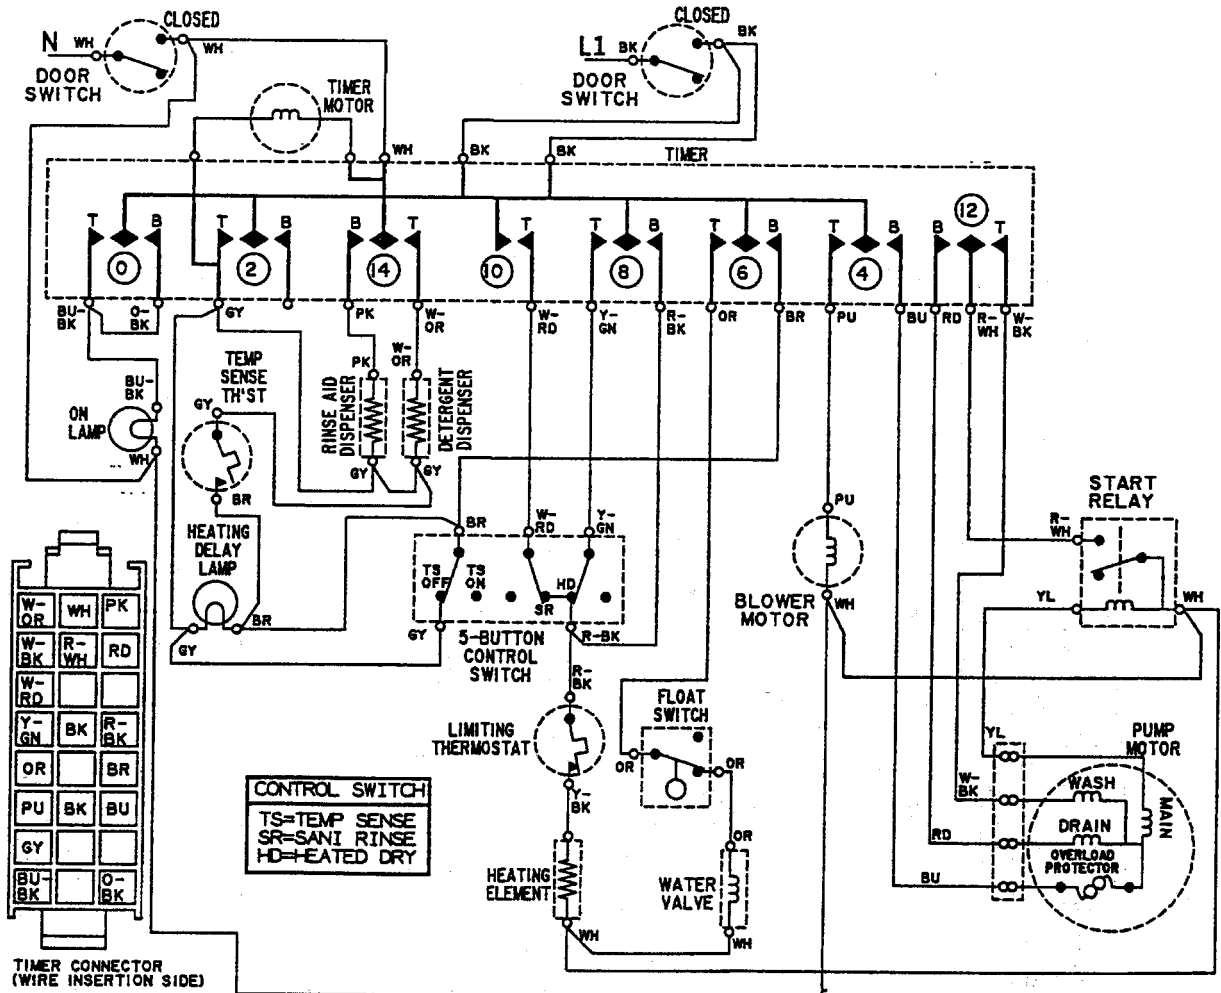 CLOSED
N WH
WH
DOOR
SWITCH
CLOSED
BK
L1 BK
DOOR
SWITCH
TIMER
MOTOR
WH
BK
BK
TIMER
T B
T B
B T
T
T B
T B
T B
B T
0
2
14
10
8
6
4
12
BU-
BK
O-
BK
GY
PK
W-
OR
W-
RD
Y-
GN
R-
BK
OR
BR
PU
BU
RD
R-
WH
W-
BK
BU-
BK
ON
LAMP
WH
TEMP
SENSE
TH'ST
GY
BR
PK
RINSE AID
DISPENSER
GY
W-
OR
DETERGENT
DISPENSER
GY
HEATING
DELAY
LAMP
BR
GY
BR
W-
RD
Y-
GN
TS
OFF
TS
ON
SR
HD
GY
5-BUTTON
CONTROL
SWITCH
R-BK
R-
BK
LIMITING
THERMOSTAT
Y-
BK
HEATING
ELEMENT
WH
FLOAT
SWITCH
OR
OR
OR
WATER
VALVE
WH
PU
BLOWER
MOTOR
WH
START
RELAY
R-
WH
YL
WH
YL
PUMP
MOTOR
W-
BK
WASH
MAIN
RD
DRAIN
OVERLOAD
PROTECTOR
BU
CONTROL SWITCH
TS=TEMP SENSE
SR=SANI RINSE
HD=HEATED DRY
W-
OR
WH
PK
W-
BK
R-
WH
RD
W-
RD
Y-
GN
BK
R-
BK
OR
BR
PU
BK
BU
GY
BU-
BK
O-
BK
TIMER CONNECTOR
(WIRE INSERTION SIDE)